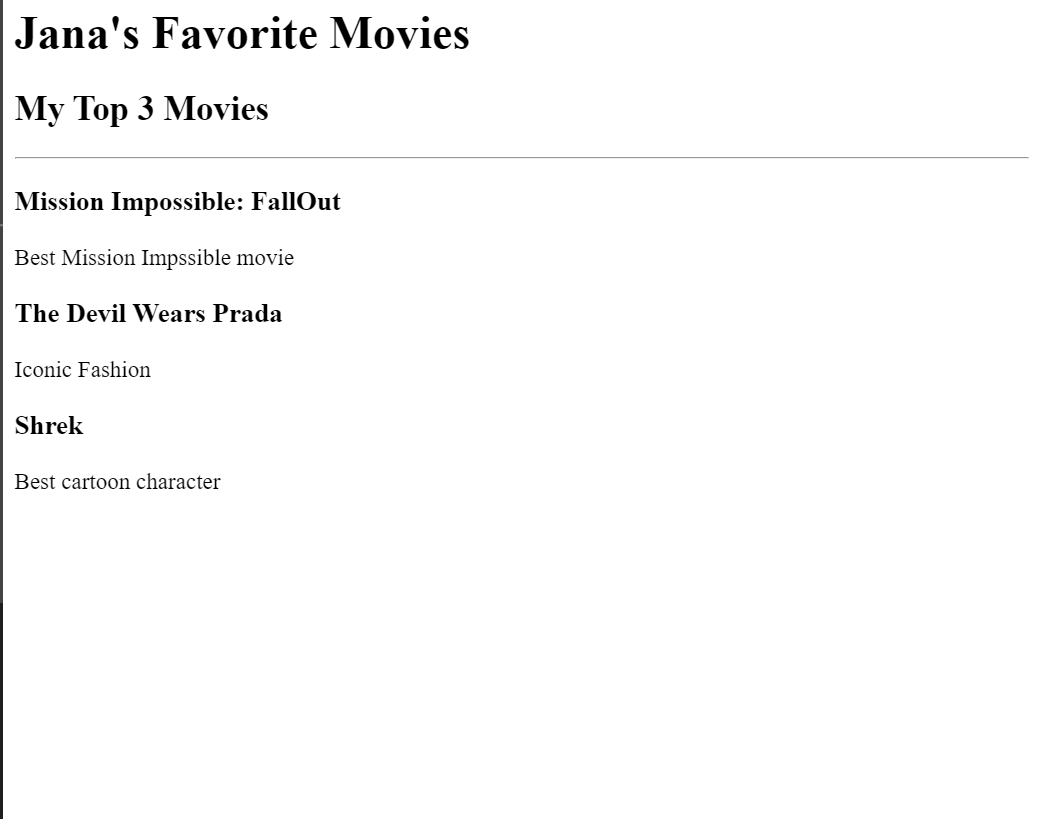 Jana's Favorite Movies
My Top 3 Movies
Mission Impossible: FallOut
Best Mission Impssible movie
The Devil Wears Prada
Iconic Fashion
Shrek
Best cartoon character